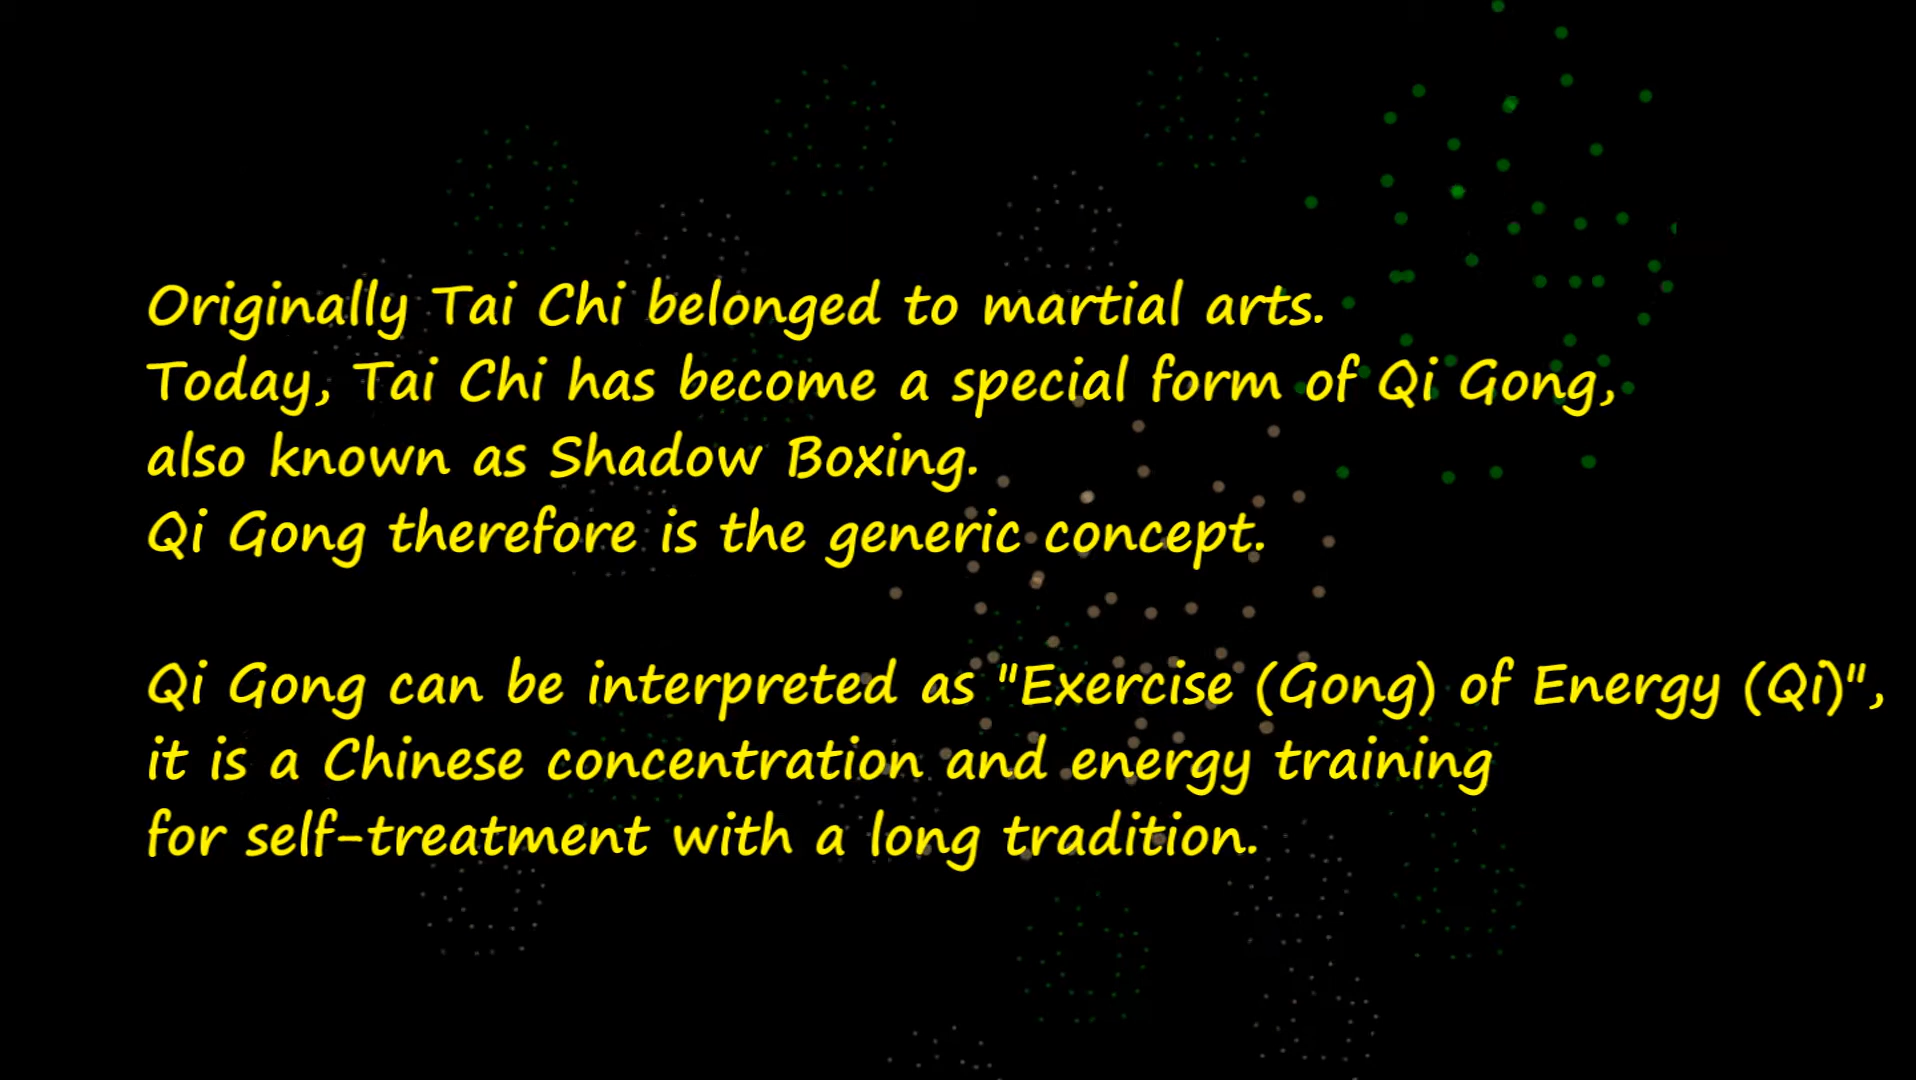 Originally Tai Chi belonged to martial arts.
Today, Tai Chi has become a special form of Qi Gong,
also known as Shadow Boxing.
Qi Gong therefore is the generic concept.
Qi Gong can be interpreted as "Exercise (Gong) of Energy (Qi)",
it is a Chinese concentration and energy training
for self-treatment with a long tradition.